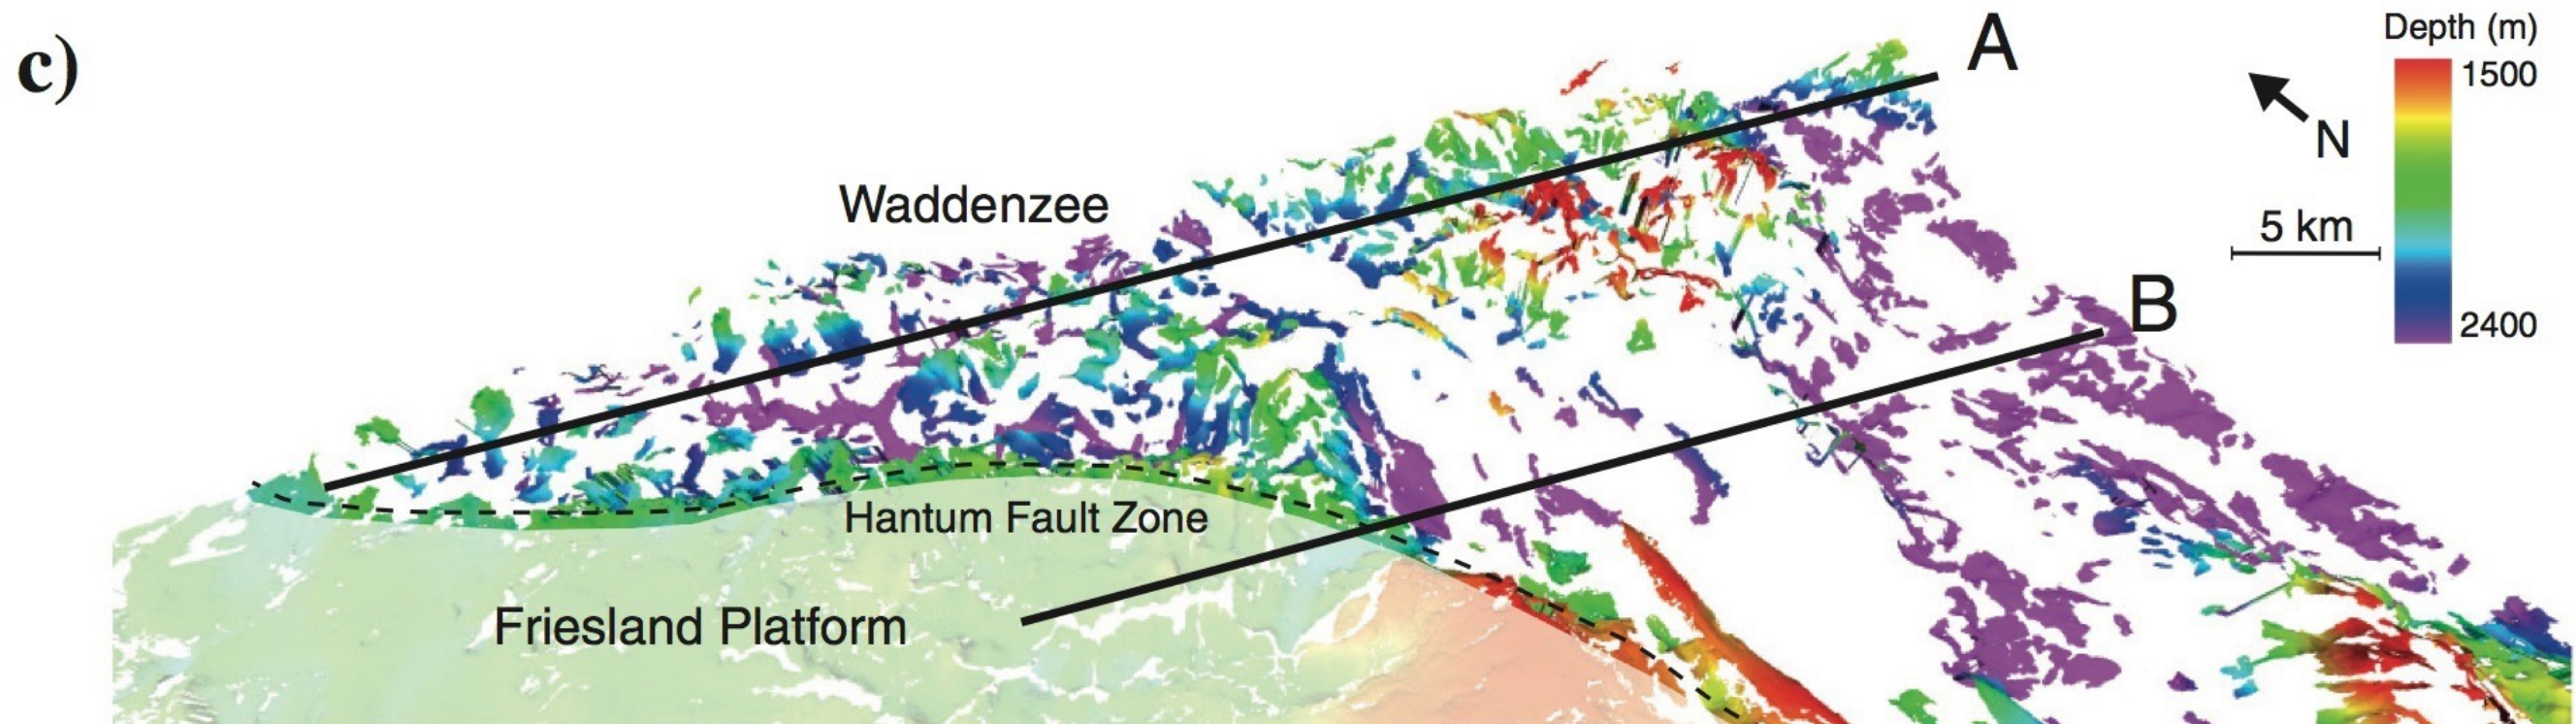 c)
A
Depth (m)
1500
N
Waddenzee
5 km
B
2400
Hantum Fault Zone
Friesland Platform